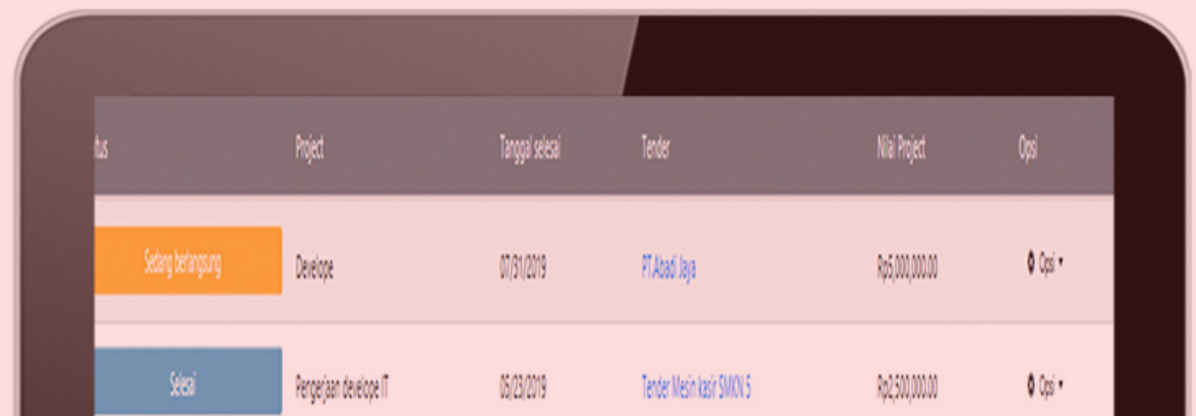 tus Project Tanggal selesai Tender Nilai Project Opsi
Sedang berlangsung Develope 07/31/2019 PT.Abadi Jaya Rp5,000,000.00 Opsi
Selesai Pengerjaan develope IT 05/23/2019 Tender Mesin kasir SMKN 5 Rp2,500,000.00 Opsi